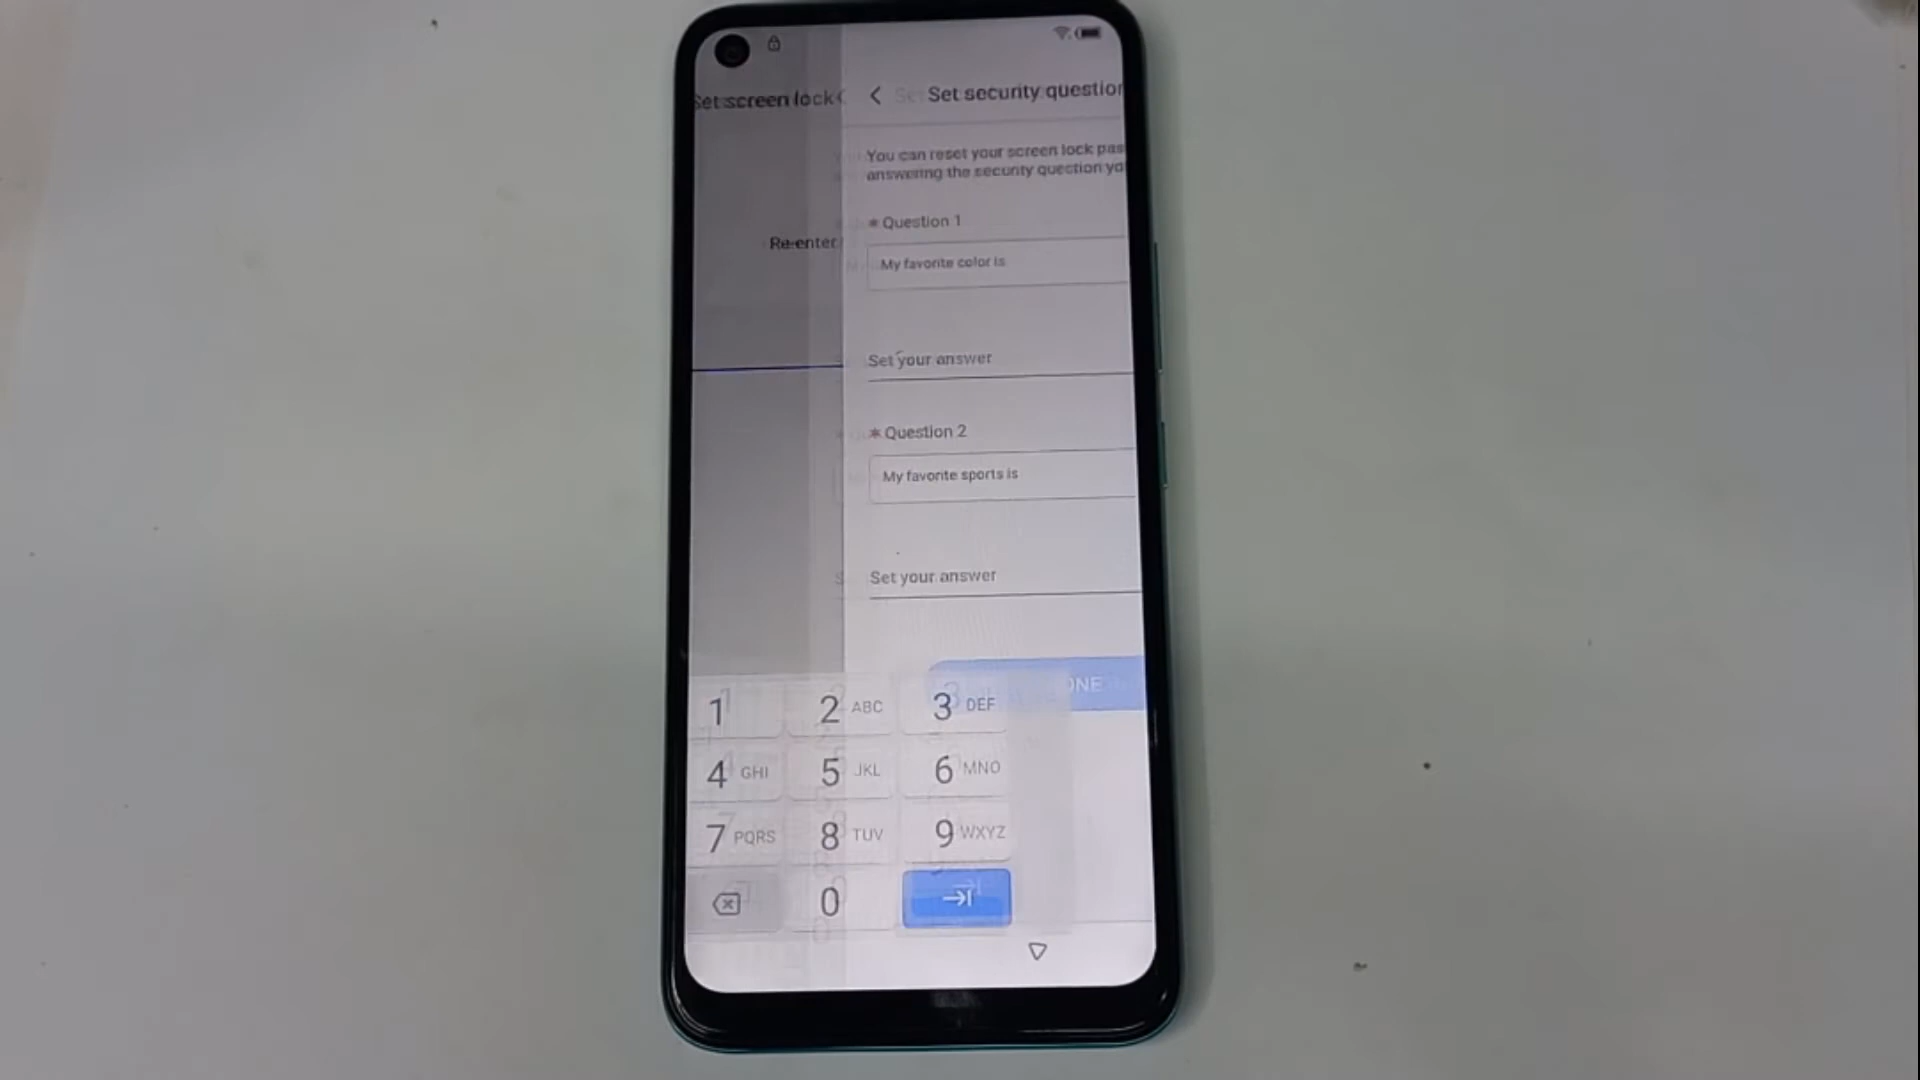 Set screen lock
Set security question
You can reset your screen lock pas
answering the security question yo
* Question 1
Re-enter
My favorite color is
Set your answer
* Question 2
My favorite sports is
Set your answer
ONE
1 2 ABC 3 DEF
4 GHI 5 JKL 6 MNO
7 PQRS 8 TUV 9 WXYZ
0